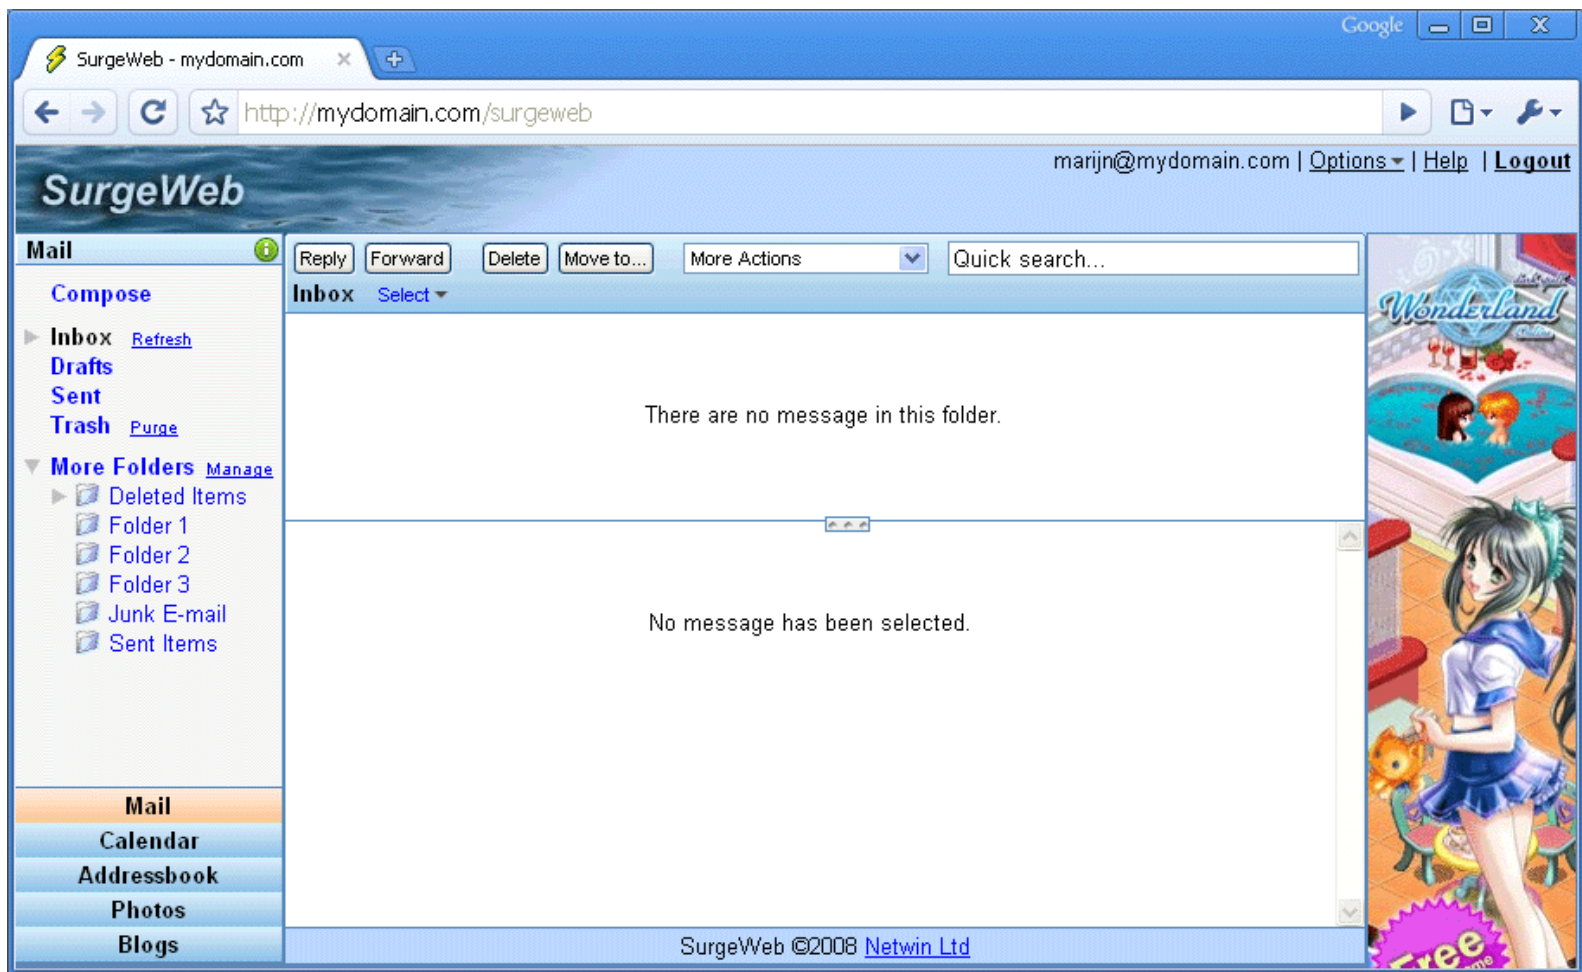 Google
SurgeWeb - mydomain.com
http://mydomain.com/surgeweb
marijn@mydomain.com | Options | Help | Logout
SurgeWeb
Mail
Compose
Inbox Refresh
Drafts
Sent
Trash Purge
More Folders Manage
Deleted Items
Folder 1
Folder 2
Folder 3
Junk E-mail
Sent Items
Mail
Calendar
Addressbook
Photos
Blogs
Reply Forward Delete Move to... More Actions Quick search...
Inbox Select
There are no message in this folder.
No message has been selected.
SurgeWeb ©2008 Netwin Ltd
Wonderland
Online
Free